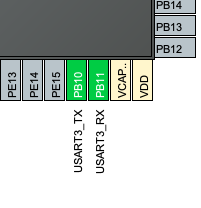 PB14
PB13
PB12
PE13
PE14
PE15
PB10
PB11
VCAP..
VDD
USART3_TX
USART3_RX